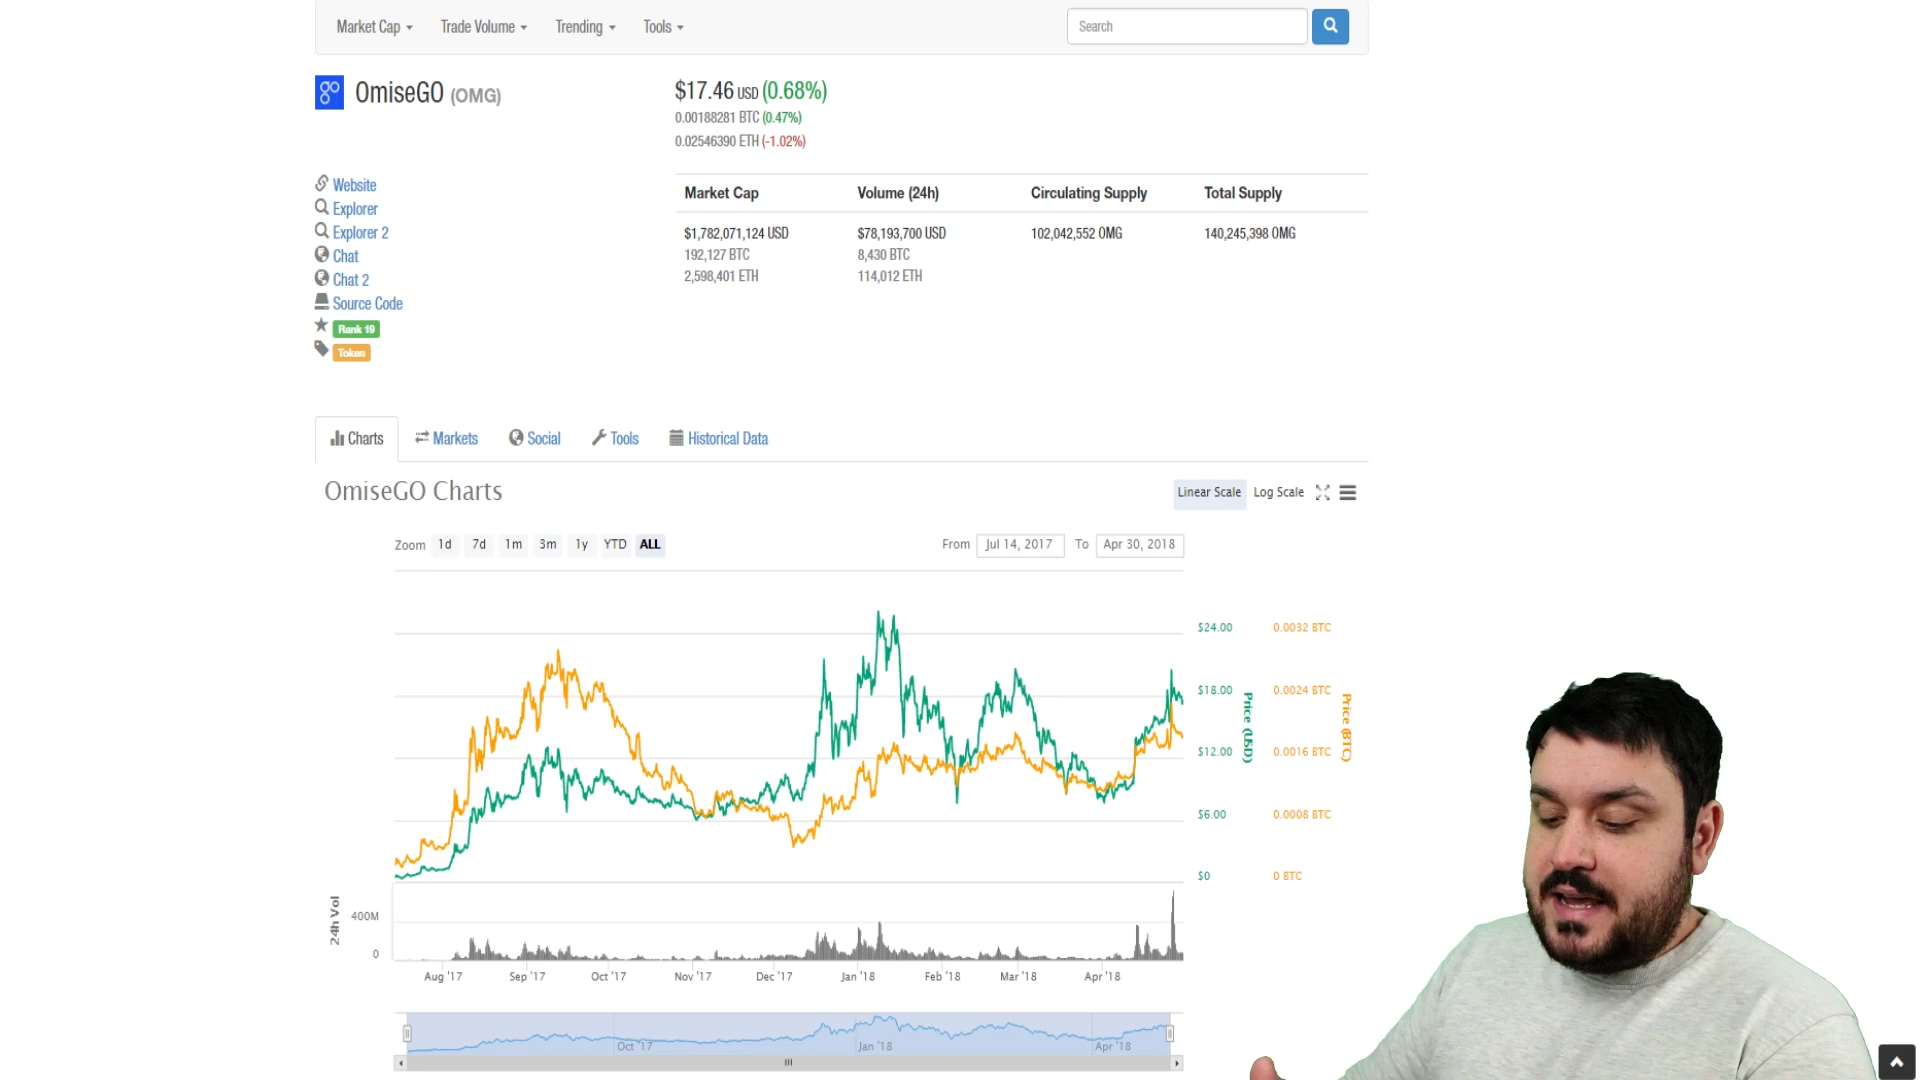 Market Cap
Trade Volume
Trending
Tools
Search
OmiseGO (OMG)
$17.46 USD (0.68%)
0.00188281 BTC (0.47%)
0.02546390 ETH (-1.02%)
Website
Explorer
Explorer 2
Chat
Chat 2
Source Code
Rank 19
Token
Market Cap
Volume (24h)
Circulating Supply
Total Supply
$1,782,071,124 USD
$78,193,700 USD
102,042,552 OMG
140,245,398 OMG
192,127 BTC
8,430 BTC
2,598,401 ETH
114,012 ETH
Charts
Markets
Social
Tools
Historical Data
OmiseGO Charts
Linear Scale
Log Scale
Zoom 1d 7d 1m 3m 1y YTD ALL
From Jul 14, 2017 To Apr 30, 2018
$24.00
0.0032 BTC
$18.00
0.0024 BTC
$12.00
0.0016 BTC
$6.00
0.0008 BTC
$0
0 BTC
Price (USD)
Price (BTC)
24h Vol
400M
0
Aug '17
Sep '17
Oct '17
Nov '17
Dec '17
Jan '18
Feb '18
Mar '18
Apr '18
Oct '17
Jan '18
Apr '18